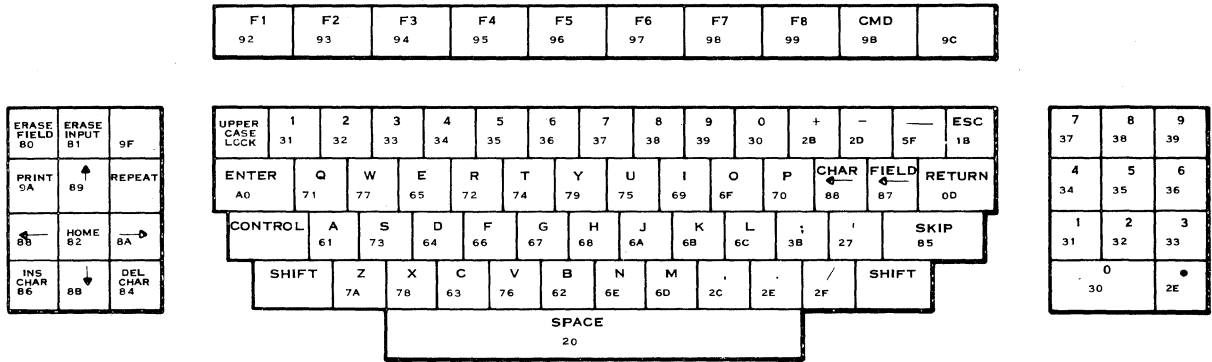 F1 F2 F3 F4 F5 F6 F7 F8 CMD
92 93 94 95 96 97 98 99 9B 9C
ERASE FIELD 80
ERASE INPUT 81
9F
PRINT 9A
89
REPEAT
88
HOME 82
8A
INS CHAR 86
8B
DEL CHAR 84
UPPER CASE LOCK
1 2 3 4 5 6 7 8 9 0 + − — ESC
31 32 33 34 35 36 37 38 39 30 2B 2D 5F 1B
ENTER Q W E R T Y U I O P CHAR FIELD RETURN
A0 71 77 65 72 74 79 75 69 6F 70 88 87 0D
CONTROL A S D F G H J K L ; ' SKIP
61 73 64 66 67 68 6A 6B 6C 3B 27 85
SHIFT Z X C V B N M , . / SHIFT
7A 78 63 76 62 6E 6D 2C 2E 2F
SPACE
20
7 8 9
37 38 39
4 5 6
34 35 36
1 2 3
31 32 33
0 •
30 2E